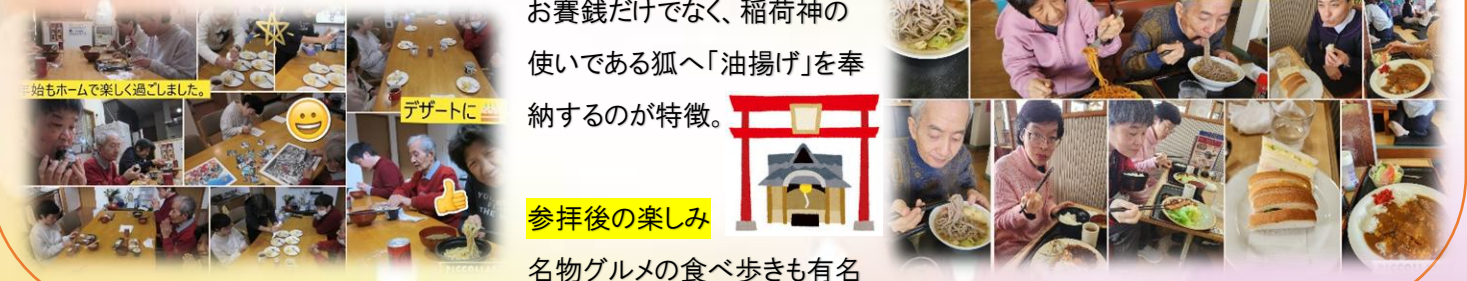 始もホームで楽しく過ごしました。
デザートに
お賽銭だけでなく、稲荷神の
使いである狐へ「油揚げ」を奉
納するのが特徴。
参拝後の楽しみ
名物グルメの食べ歩きも有名